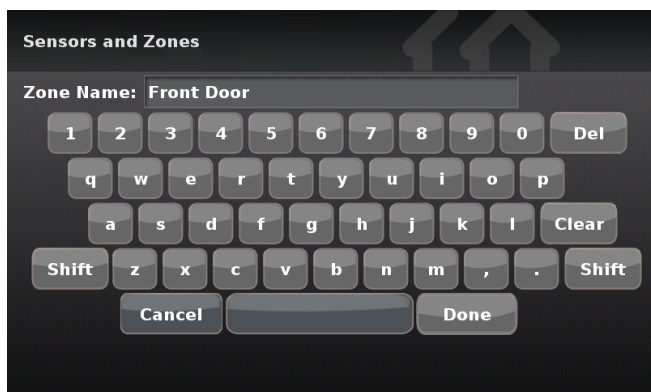 Sensors and Zones
Zone Name: Front Door
1 2 3 4 5 6 7 8 9 0 Del
q w e r t y u i o p
a s d f g h j k l Clear
Shift z x c v b n m , . Shift
Cancel Done